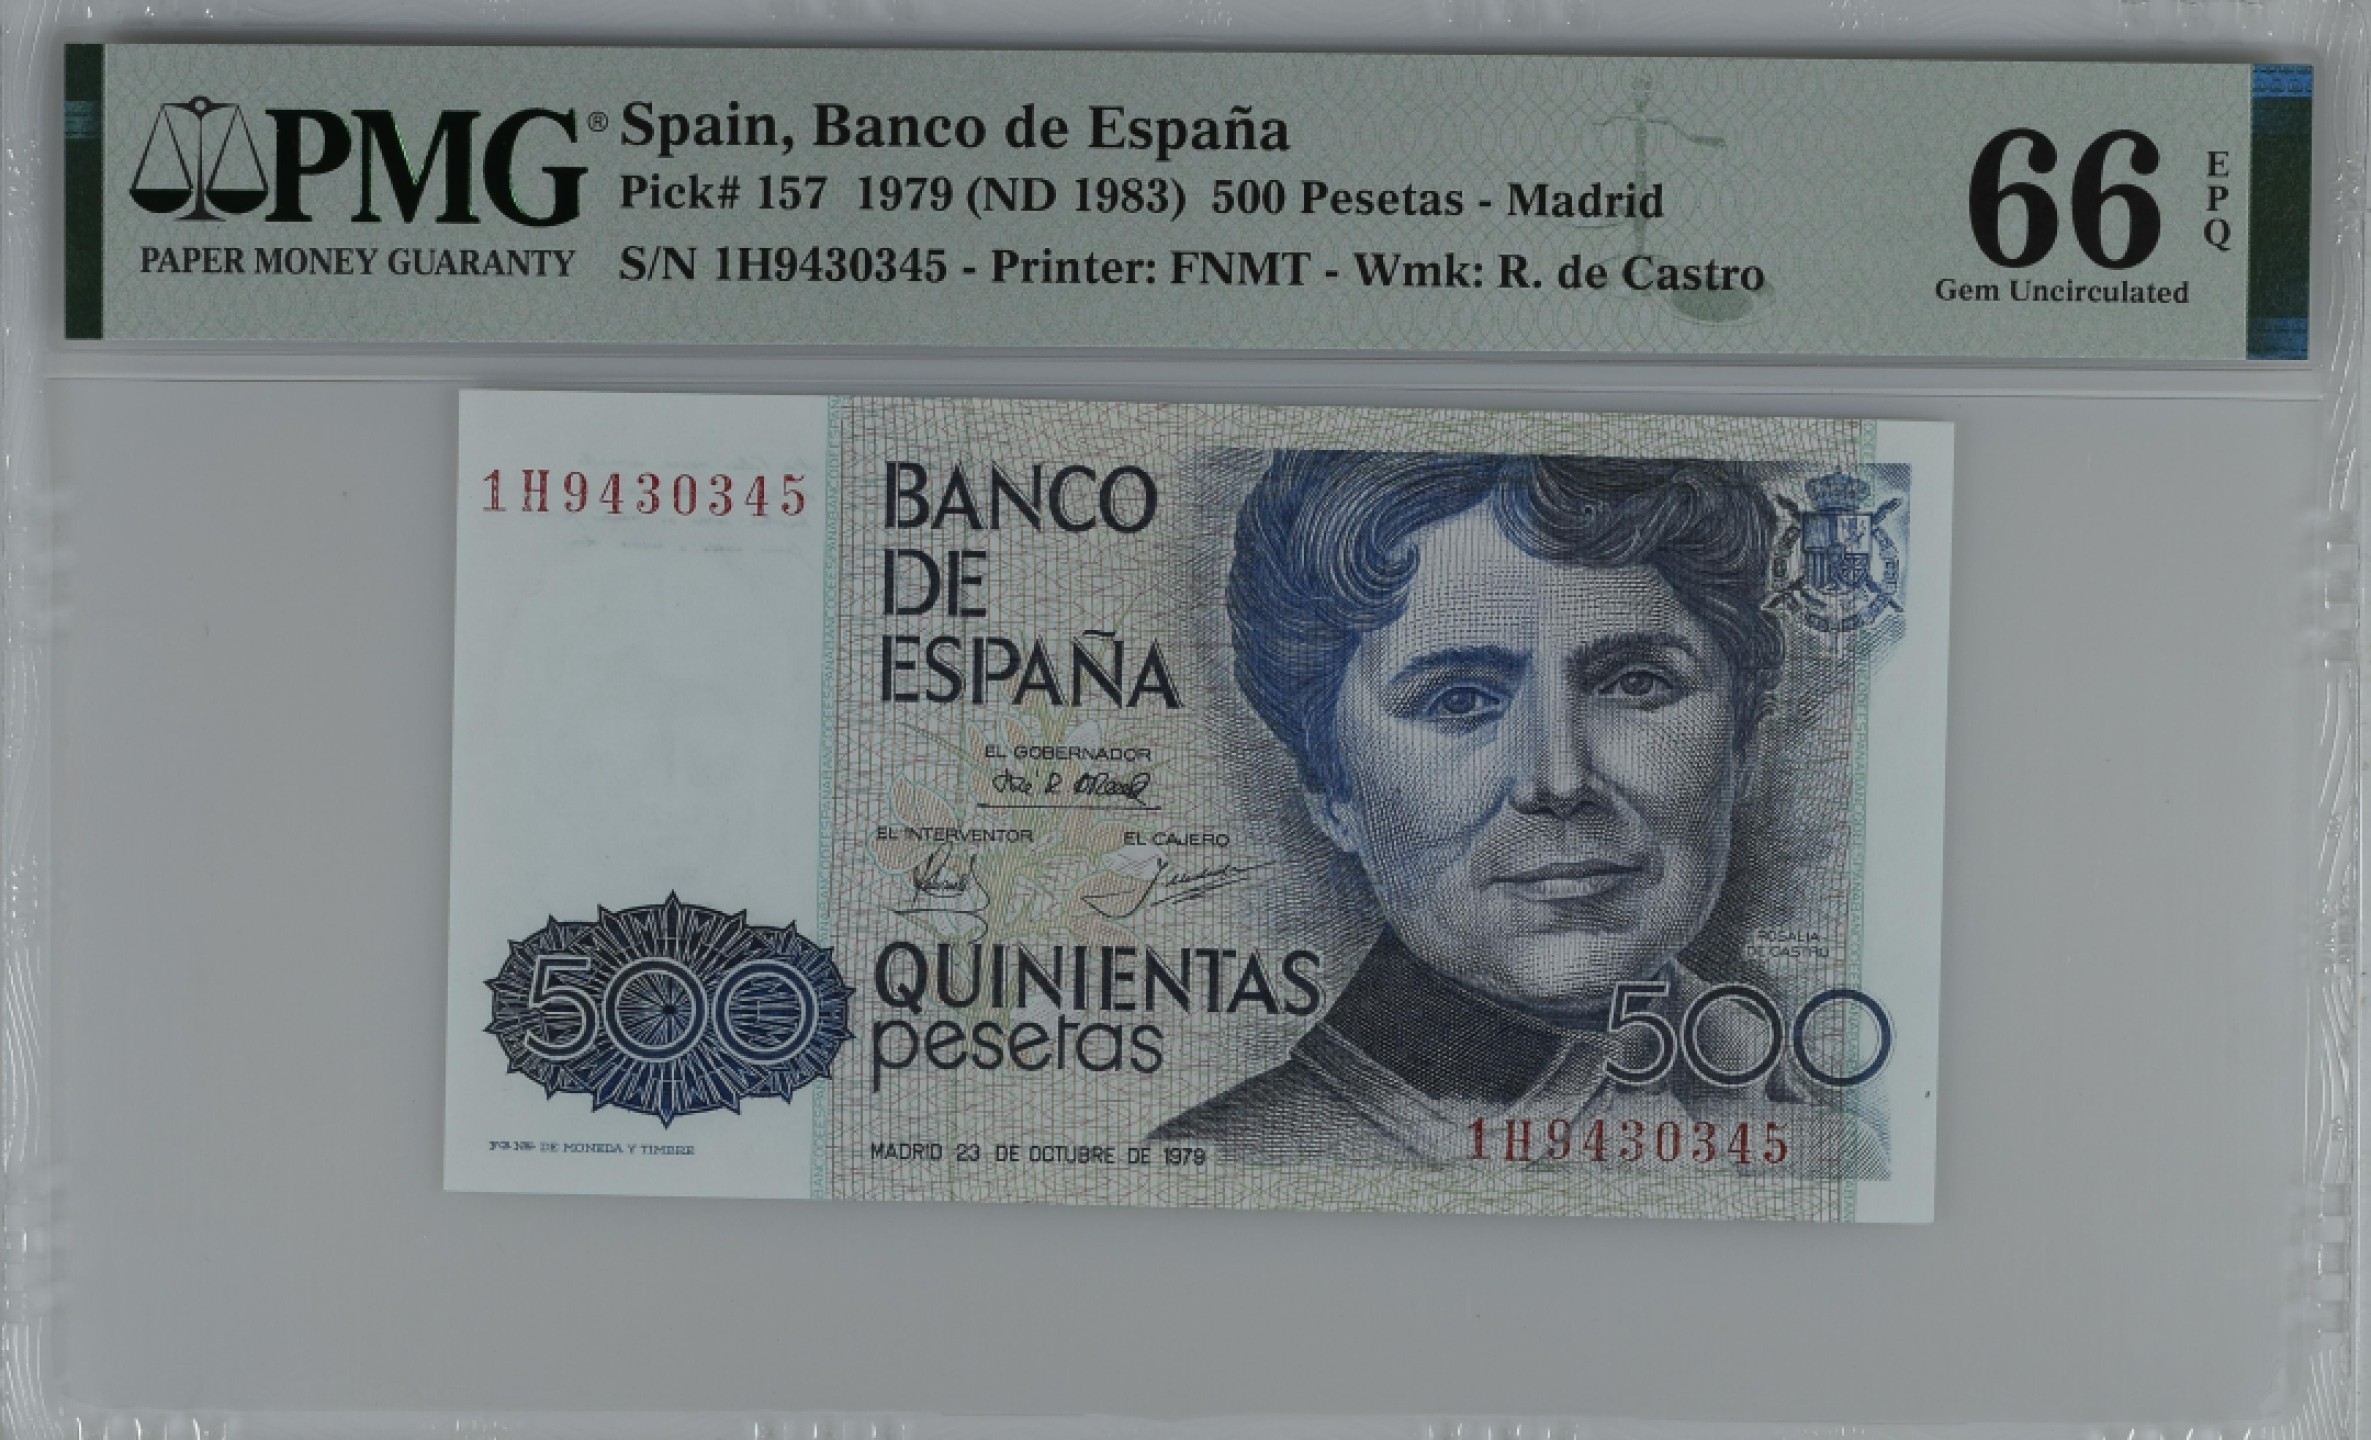 PMG®
PAPER MONEY GUARANTY
Spain, Banco de España
Pick# 157 1979 (ND 1983) 500 Pesetas - Madrid
S/N 1H9430345 - Printer: FNMT - Wmk: R. de Castro
66
EPQ
Gem Uncirculated
1H9430345
BANCO
DE
ESPAÑA
EL GOBERNADOR
EL INTERVENTOR
EL CAJERO
500
QUINIENTAS
pesetas
ROSALIA
DE CASTRO
500
1H9430345
DE MONEDA Y TIMBRE
MADRID 23 DE OCTUBRE DE 1979